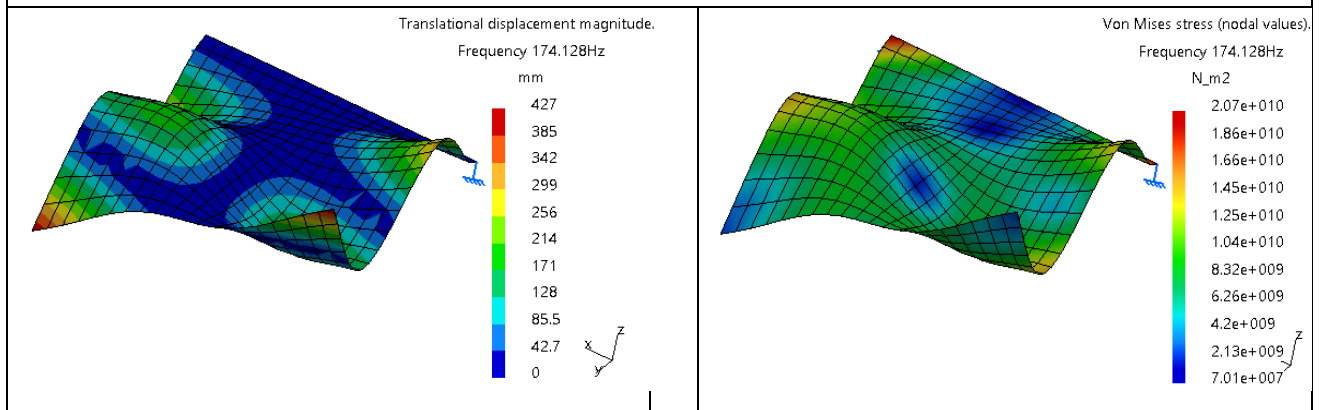 Translational displacement magnitude.
Frequency 174.128Hz
mm
427
385
342
299
256
214
171
128
85.5
42.7
0
x
y
z
Von Mises stress (nodal values).
Frequency 174.128Hz
N_m2
2.07e+010
1.86e+010
1.66e+010
1.45e+010
1.25e+010
1.04e+010
8.32e+009
6.26e+009
4.2e+009
2.13e+009
7.01e+007
z